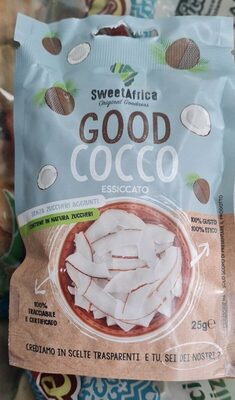 SweetAfrica
Original Goodness
GOOD
COCCO
ESSICCATO
SENZA ZUCCHERI AGGIUNTI
CONTIENE IN NATURA ZUCCHERI
100% GUSTO
100% ETICO
100%
TRACCIABILE
E CERTIFICATO
25g e
CREDIAMO IN SCELTE TRASPARENTI. E TU, SEI DEI NOSTRI?